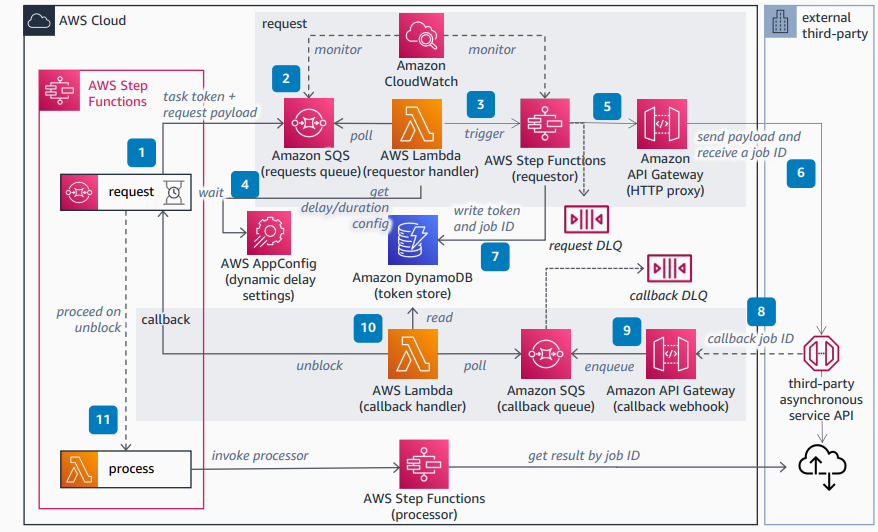 AWS Cloud
request
external
third-party
monitor
monitor
Amazon
CloudWatch
AWS Step
Functions
2
task token +
request payload
3
5
1
poll
trigger
Amazon SQS
(requests queue)
AWS Lambda
(requestor handler)
AWS Step Functions
(requestor)
Amazon
API Gateway
(HTTP proxy)
send payload and
receive a job ID
6
4
request
wait
get
delay/duration
config
write token
and job ID
request DLQ
7
AWS AppConfig
(dynamic delay
settings)
Amazon DynamoDB
(token store)
callback DLQ
proceed on
unblock
callback
10
read
9
8
callback job ID
unblock
poll
enqueue
AWS Lambda
(callback handler)
Amazon SQS
(callback queue)
Amazon API Gateway
(callback webhook)
third-party
asynchronous
service API
11
process
invoke processor
get result by job ID
AWS Step Functions
(processor)